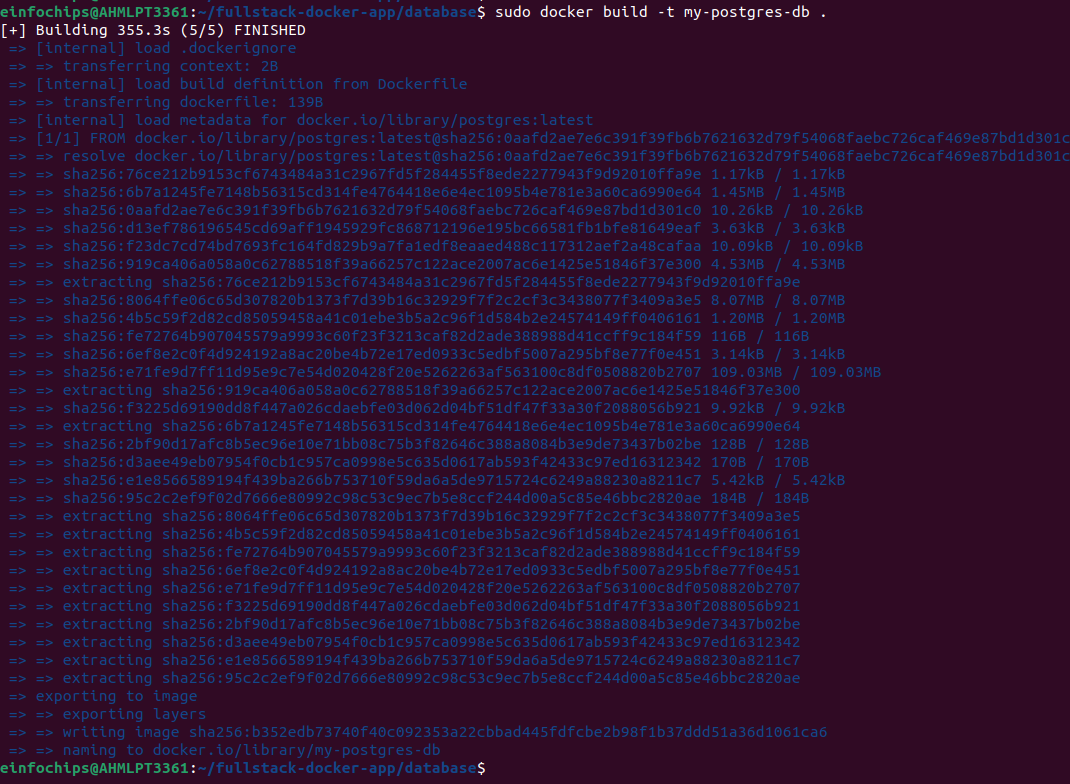 einfochips@AHMLPT3361:~/fullstack-docker-app/database$ sudo docker build -t my-postgres-db .
[+] Building 355.3s (5/5) FINISHED
=> [internal] load .dockerignore
=> => transferring context: 2B
=> [internal] load build definition from Dockerfile
=> => transferring dockerfile: 139B
=> [internal] load metadata for docker.io/library/postgres:latest
=> [1/1] FROM docker.io/library/postgres:latest@sha256:0aafd2ae7e6c391f39fb6b7621632d79f54068faebc726caf469e87bd1d301c
=> => resolve docker.io/library/postgres:latest@sha256:0aafd2ae7e6c391f39fb6b7621632d79f54068faebc726caf469e87bd1d301c
=> => sha256:76ce212b9153cf6743484a31c2967fd5f284455f8ede2277943f9d92010ffa9e 1.17kB / 1.17kB
=> => sha256:6b7a1245fe7148b56315cd314fe4764418e6e4ec1095b4e781e3a60ca6990e64 1.45MB / 1.45MB
=> => sha256:0aafd2ae7e6c391f39fb6b7621632d79f54068faebc726caf469e87bd1d301c0 10.26kB / 10.26kB
=> => sha256:d13ef786196545cd69aff1945929fc868712196e195bc66581fb1bfe81649eaf 3.63kB / 3.63kB
=> => sha256:f23dc7cd74bd7693fc164fd829b9a7fa1edf8eaaed488c117312aef2a48cafaa 10.09kB / 10.09kB
=> => sha256:919ca406a058a0c62788518f39a66257c122ace2007ac6e1425e51846f37e300 4.53MB / 4.53MB
=> => extracting sha256:76ce212b9153cf6743484a31c2967fd5f284455f8ede2277943f9d92010ffa9e
=> => sha256:8064ffe06c65d307820b1373f7d39b16c32929f7f2c2cf3c3438077f3409a3e5 8.07MB / 8.07MB
=> => sha256:4b5c59f2d82cd85059458a41c01ebe3b5a2c96f1d584b2e24574149ff0406161 1.20MB / 1.20MB
=> => sha256:fe72764b907045579a9993c60f23f3213caf82d2ade388988d41ccff9c184f59 116B / 116B
=> => sha256:6ef8e2c0f4d924192a8ac20be4b72e17ed0933c5edbf5007a295bf8e77f0e451 3.14kB / 3.14kB
=> => sha256:e71fe9d7ff11d95e9c7e54d020428f20e5262263af563100c8df0508820b2707 109.03MB / 109.03MB
=> => extracting sha256:919ca406a058a0c62788518f39a66257c122ace2007ac6e1425e51846f37e300
=> => sha256:f3225d69190dd8f447a026cdaebfe03d062d04bf51df47f33a30f2088056b921 9.92kB / 9.92kB
=> => extracting sha256:6b7a1245fe7148b56315cd314fe4764418e6e4ec1095b4e781e3a60ca6990e64
=> => sha256:2bf90d17afc8b5ec96e10e71bb08c75b3f82646c388a8084b3e9de73437b02be 128B / 128B
=> => sha256:d3aee49eb07954f0cb1c957ca0998e5c635d0617ab593f42433c97ed16312342 170B / 170B
=> => sha256:e1e8566589194f439ba266b753710f59da6a5de9715724c6249a88230a8211c7 5.42kB / 5.42kB
=> => sha256:95c2c2ef9f02d7666e80992c98c53c9ec7b5e8ccf244d00a5c85e46bbc2820ae 184B / 184B
=> => extracting sha256:8064ffe06c65d307820b1373f7d39b16c32929f7f2c2cf3c3438077f3409a3e5
=> => extracting sha256:4b5c59f2d82cd85059458a41c01ebe3b5a2c96f1d584b2e24574149ff0406161
=> => extracting sha256:fe72764b907045579a9993c60f23f3213caf82d2ade388988d41ccff9c184f59
=> => extracting sha256:6ef8e2c0f4d924192a8ac20be4b72e17ed0933c5edbf5007a295bf8e77f0e451
=> => extracting sha256:e71fe9d7ff11d95e9c7e54d020428f20e5262263af563100c8df0508820b2707
=> => extracting sha256:f3225d69190dd8f447a026cdaebfe03d062d04bf51df47f33a30f2088056b921
=> => extracting sha256:2bf90d17afc8b5ec96e10e71bb08c75b3f82646c388a8084b3e9de73437b02be
=> => extracting sha256:d3aee49eb07954f0cb1c957ca0998e5c635d0617ab593f42433c97ed16312342
=> => extracting sha256:e1e8566589194f439ba266b753710f59da6a5de9715724c6249a88230a8211c7
=> => extracting sha256:95c2c2ef9f02d7666e80992c98c53c9ec7b5e8ccf244d00a5c85e46bbc2820ae
=> exporting to image
=> => exporting layers
=> => writing image sha256:b352edb73740f40c092353a22cbbad445fdfcbe2b98f1b37ddd51a36d1061ca6
=> => naming to docker.io/library/my-postgres-db
einfochips@AHMLPT3361:~/fullstack-docker-app/database$